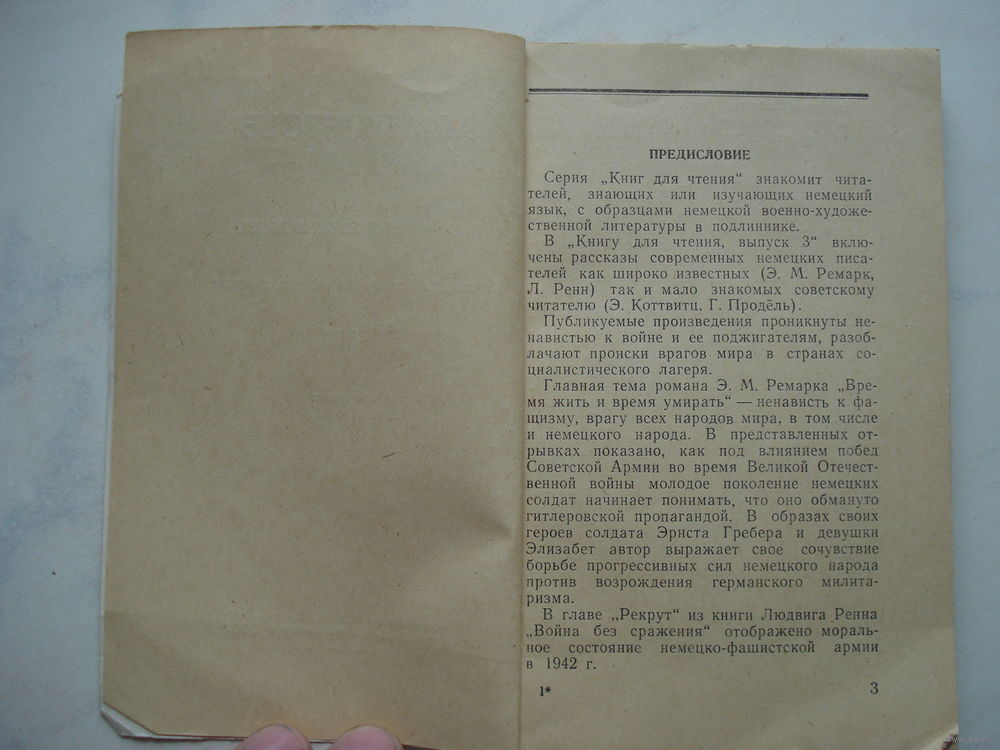 ПРЕДИСЛОВИЕ
Серия „Книг для чтения“ знакомит чита-
телей, знающих или изучающих немецкий
язык, с образцами немецкой военно-художе-
ственной литературы в подлиннике.
В „Книгу для чтения, выпуск 3“ вклю-
чены рассказы современных немецких писа-
телей как широко известных (Э. М. Ремарк,
Л. Ренн) так и мало знакомых советскому
читателю (Э. Коттвитц, Г. Продёль).
Публикуемые произведения проникнуты не-
навистью к войне и ее поджигателям, разоб-
лачают происки врагов мира в странах со-
циалистического лагеря.
Главная тема романа Э. М. Ремарка „Вре-
мя жить и время умирать“ — ненависть к фа-
щизму, врагу всех народов мира, в том числе
и немецкого народа. В представленных от-
рывках показано, как под влиянием побед
Советской Армии во время Великой Отечест-
венной войны молодое поколение немецких
солдат начинает понимать, что оно обмануто
гитлеровской пропагандой. В образах своих
героев солдата Эрнста Гребера и девушки
Элизабет автор выражает свое сочувствие
борьбе прогрессивных сил немецкого народа
против возрождения германского милита-
ризма.
В главе „Рекрут“ из книги Людвига Ренна
„Война без сражения“ отображено мораль-
ное состояние немецко-фашистской армии
в 1942 г.
1* 3